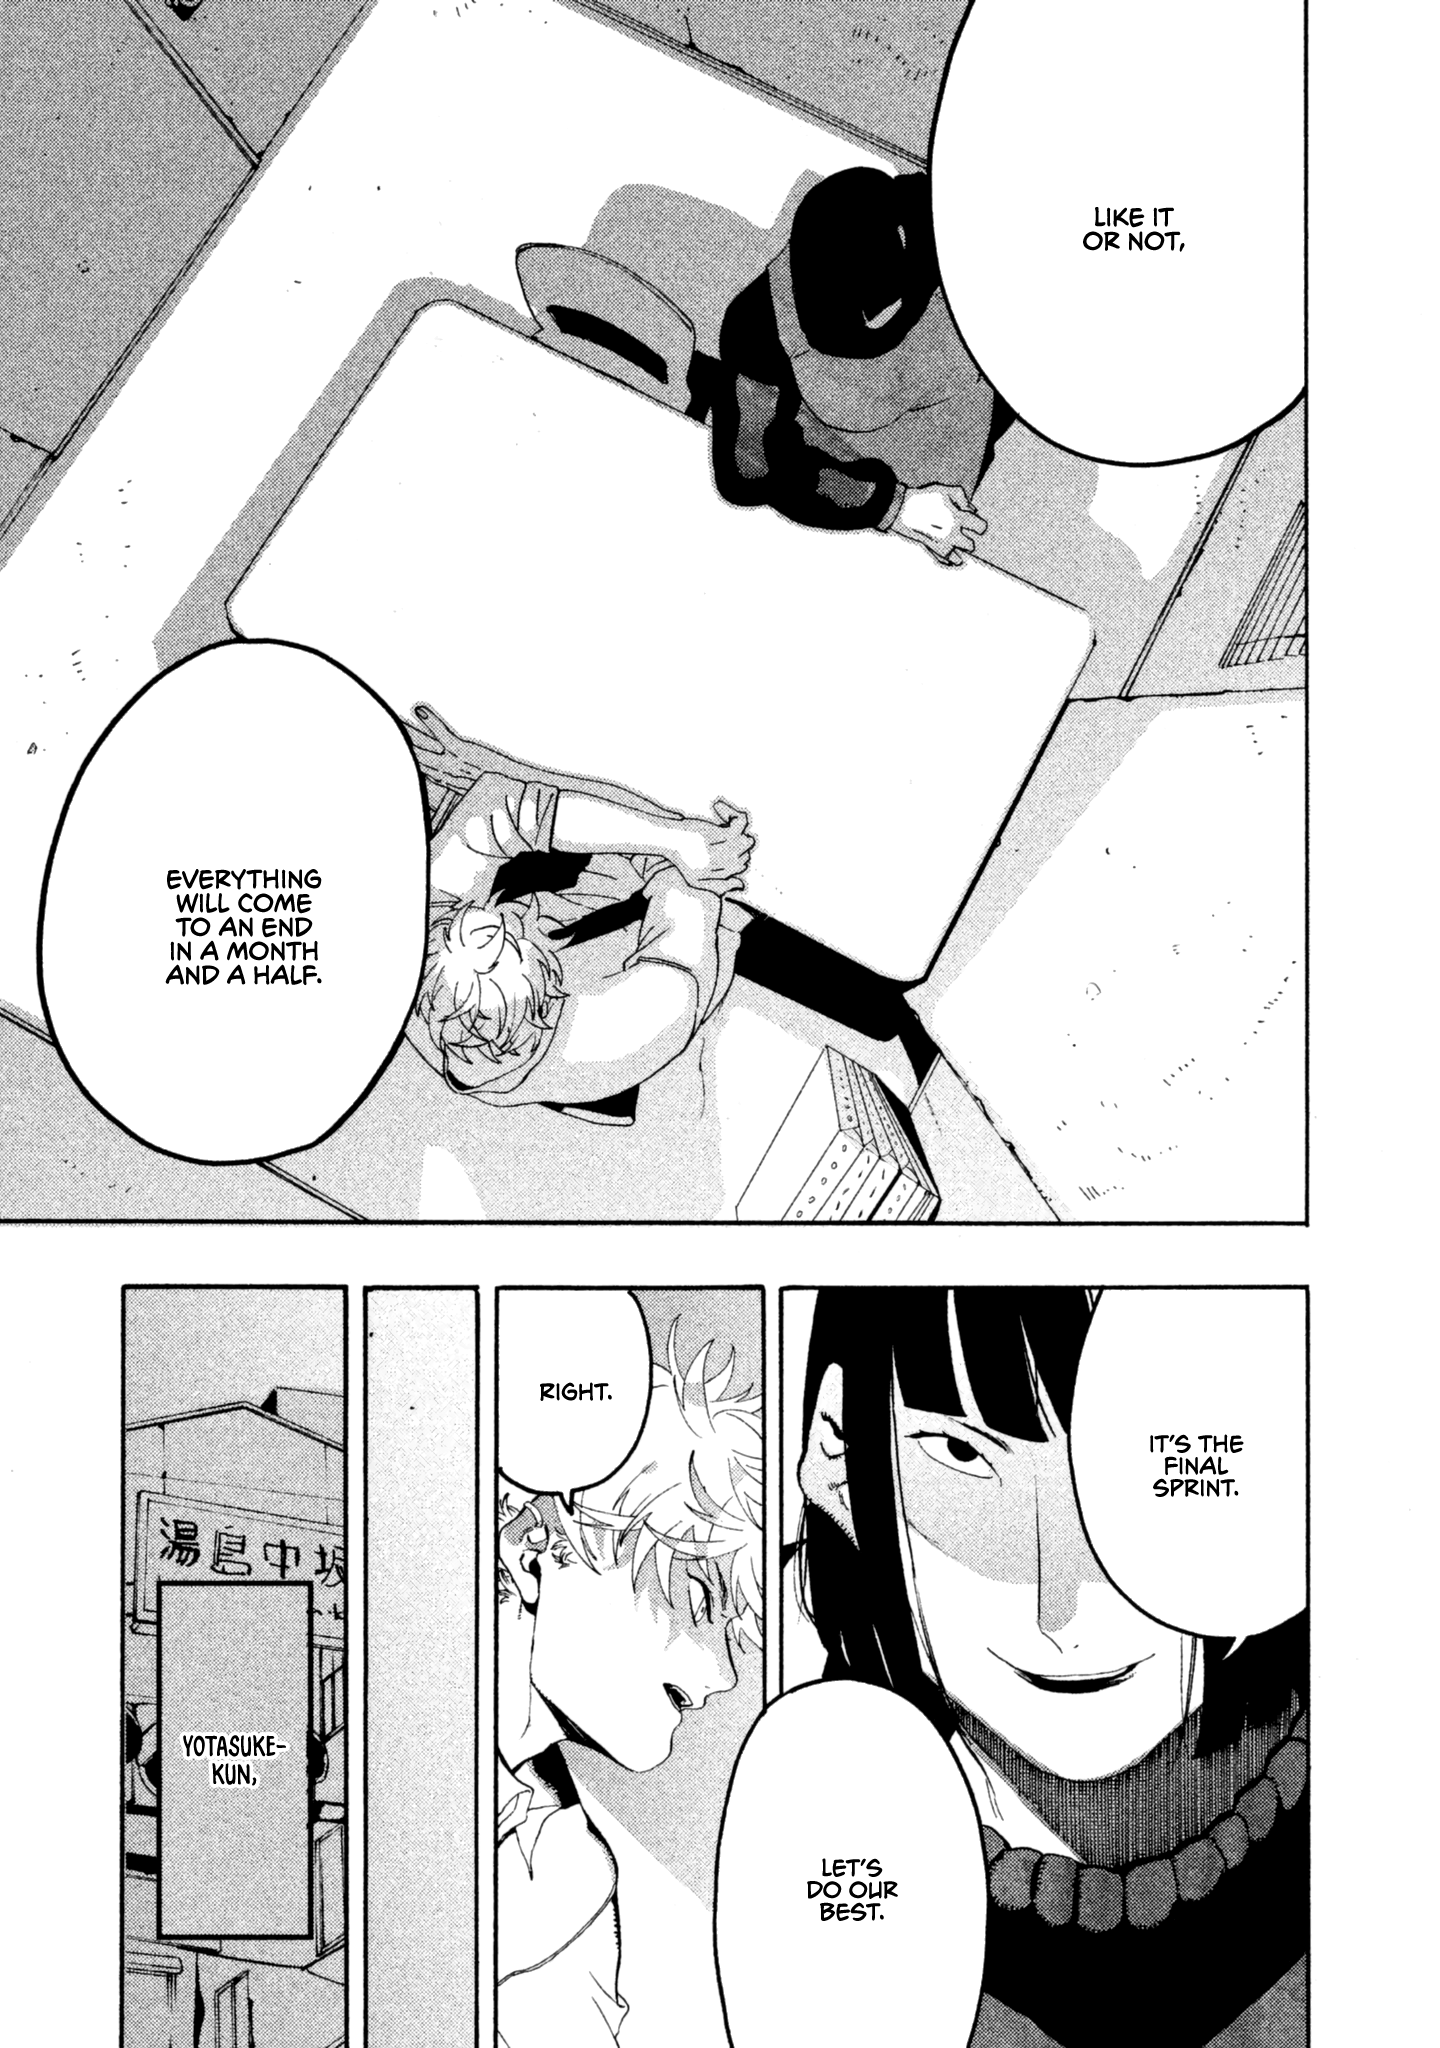 LIKE IT
OR NOT,
EVERYTHING
WILL COME
TO AN END
IN A MONTH
AND A HALF.
IT'S THE
FINAL
SPRINT.
LET'S
DO OUR
BEST.
RIGHT.
湯島中坂
YOTASUKE-
KUN,